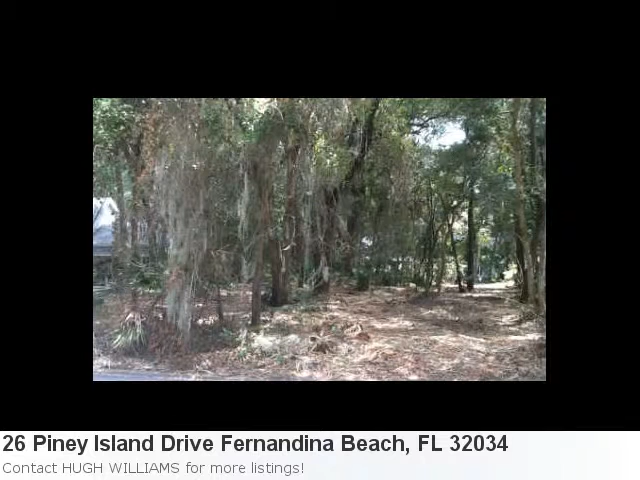 26 Piney Island Drive Fernandina Beach, FL 32034
Contact HUGH WILLIAMS for more listings!